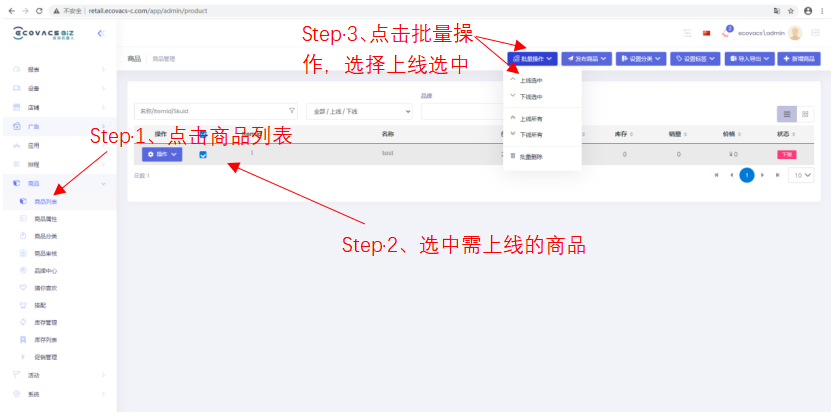 不安全 | retail.ecovacs-c.com/app/admin/product
ECOVACS BIZ
ecovacs\admin
Step·3、点击批量操
作，选择上线选中
商品 商品管理
批量操作 发布商品 设置分类 设置标签 导入导出 + 新增商品
上线选中
下线选中
上线所有
下线所有
批量删除
报表
设备
店铺
广告
应用
旅程
商品
商品列表
商品属性
商品分类
商品审核
品牌中心
猜你喜欢
搭配
库存管理
库存列表
促销管理
活动
系统
品牌
名称/ItemId/SkuId 全部 / 上线 / 下线
Step·1、点击商品列表
操作 名称 库存 销量 价格 状态
操作 1 test 0 0 ¥ 0 下架
总数 1
1 10
Step·2、选中需上线的商品